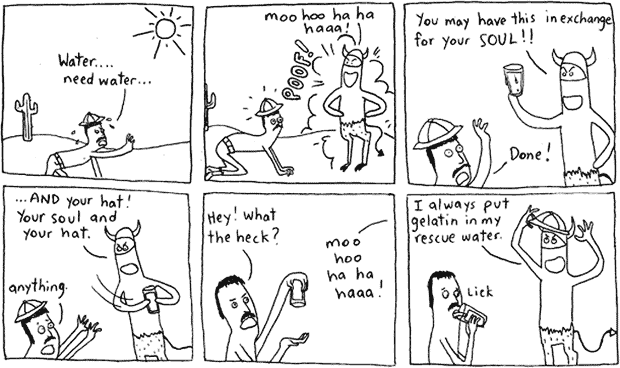 Water....
need water...
POOF!
moo hoo ha ha
haaa!
You may have this in exchange
for your SOUL!!
Done!
...AND your hat!
Your soul and
your hat.
anything.
Hey! What
the heck?
moo
hoo
ha ha
haaa!
I always put
gelatin in my
rescue water.
Lick